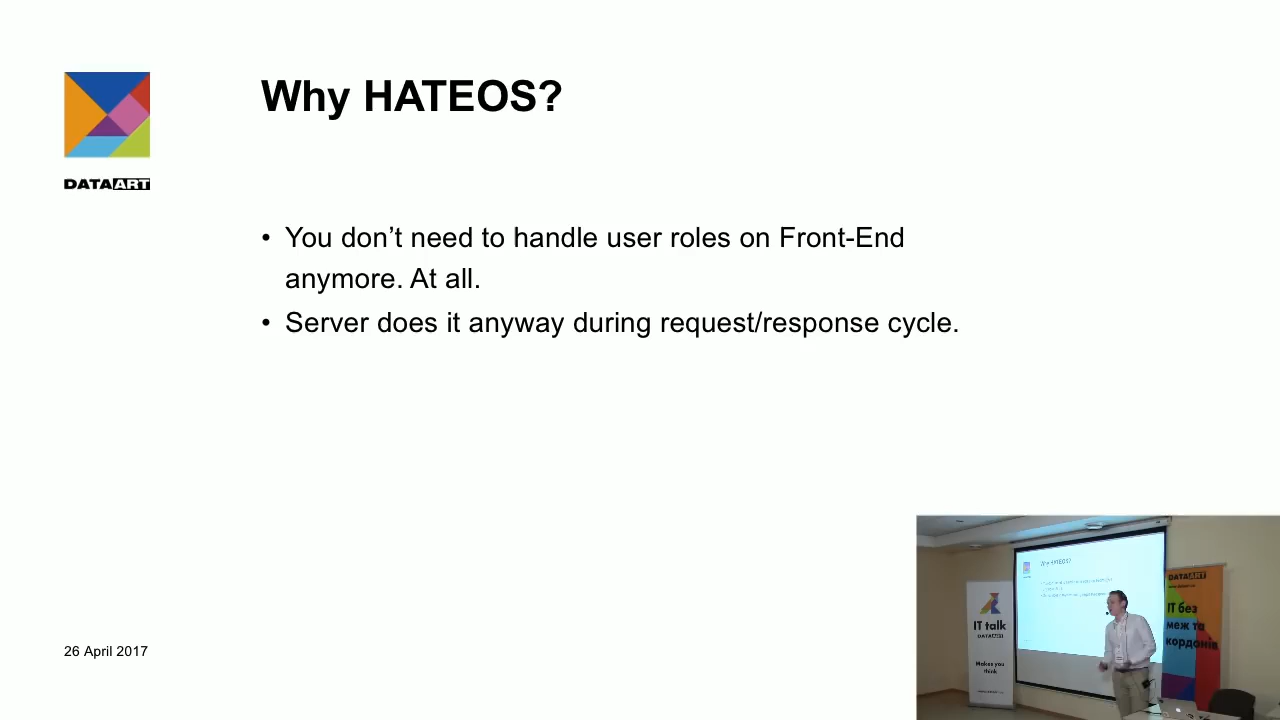 Why HATEOS?
DATAART
• You don’t need to handle user roles on Front-End
anymore. At all.
• Server does it anyway during request/response cycle.
26 April 2017
Why HATEOS?
IT talk
DATAART
Makes you
think
DATAART
IT без
меж та
кордонів